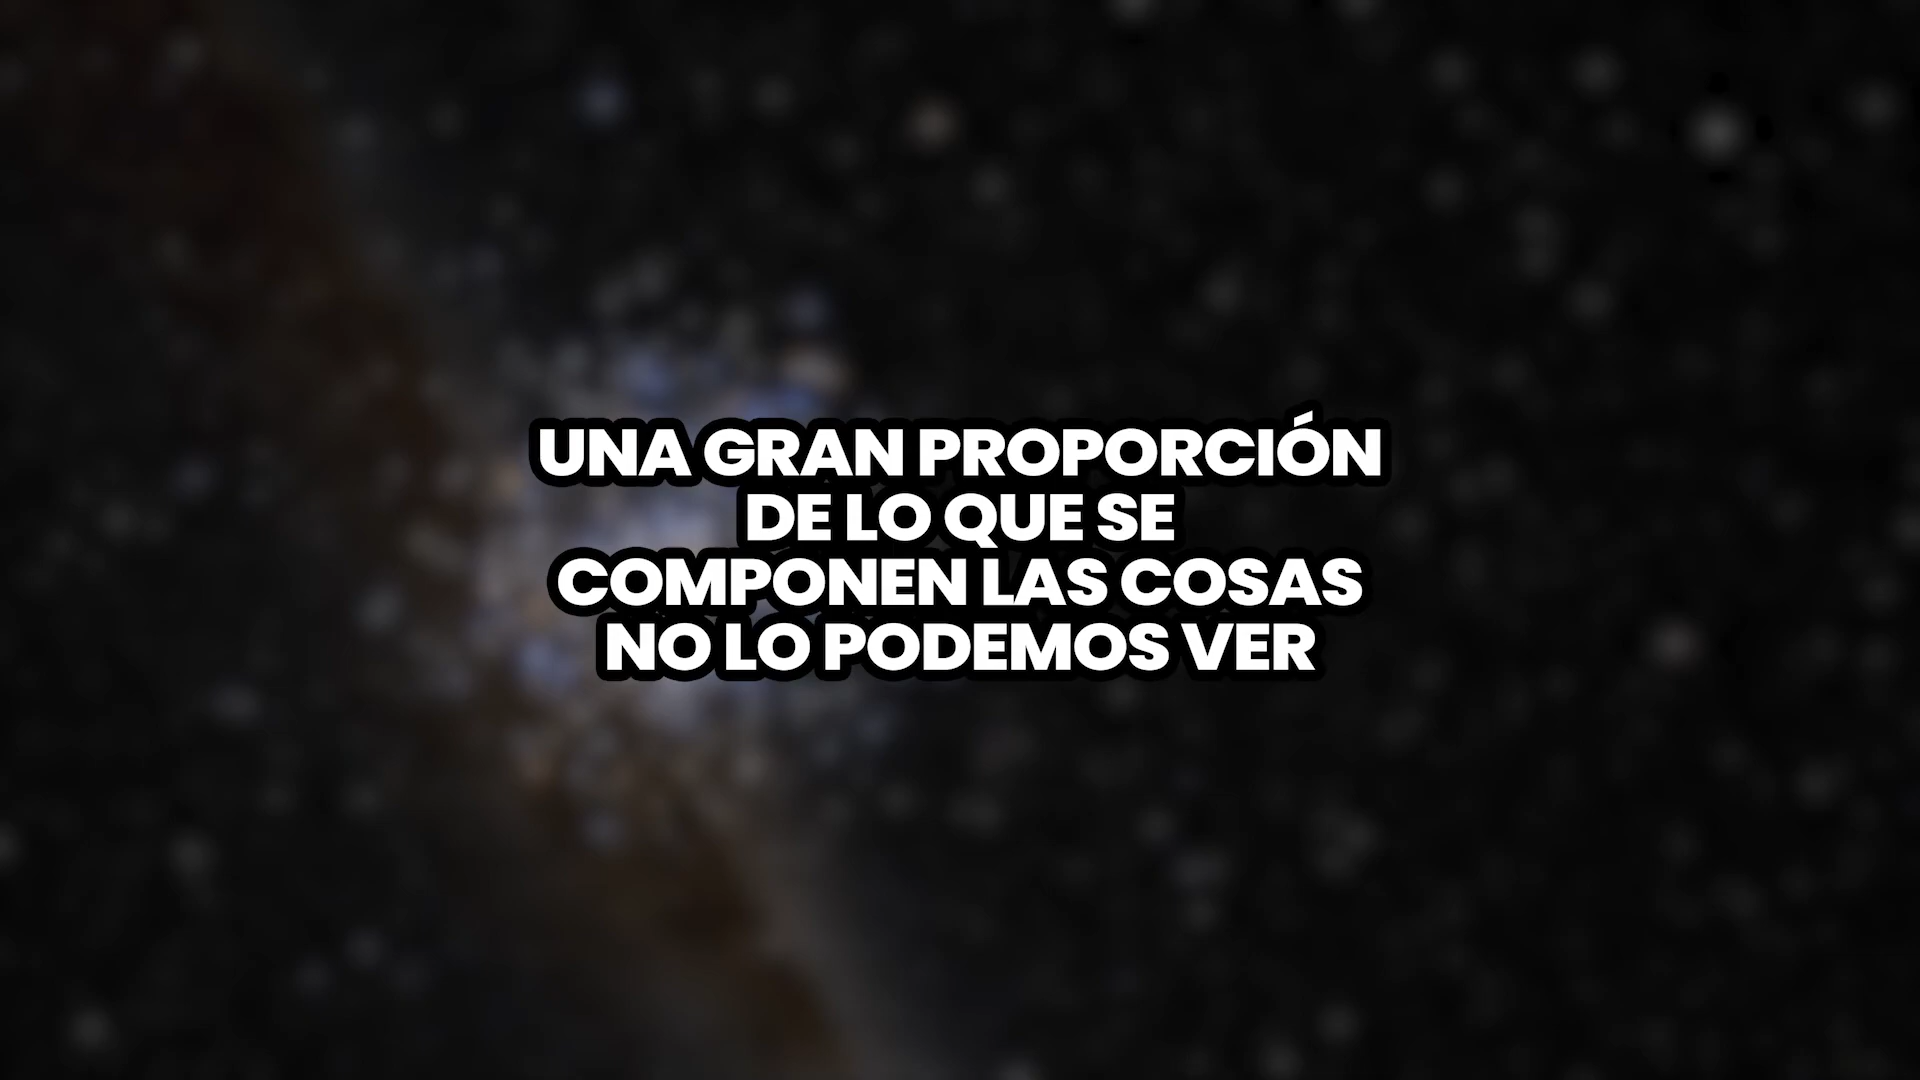 UNA GRAN PROPORCIÓN
DE LO QUE SE
COMPONEN LAS COSAS
NO LO PODEMOS VER